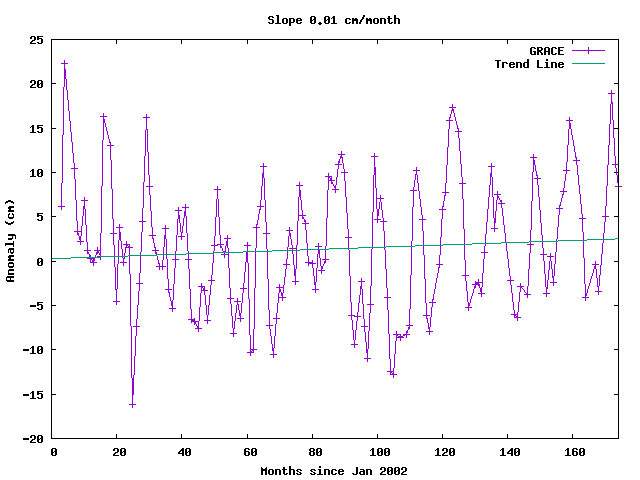 Slope 0.01 cm/month
GRACE
Trend Line
25
20
15
10
5
0
-5
-10
-15
-20
Anomaly (cm)
0 20 40 60 80 100 120 140 160
Months since Jan 2002